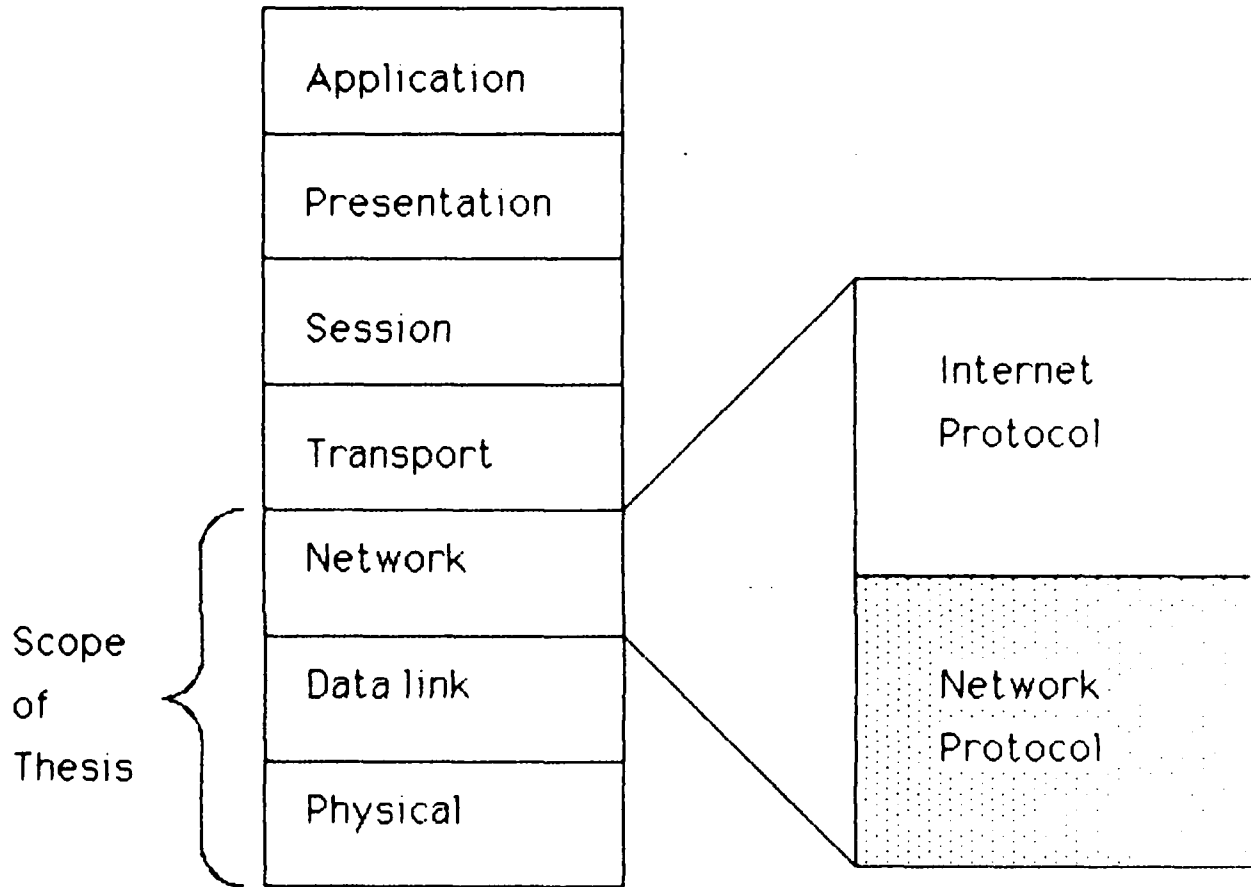 Application
Presentation
Session
Transport
Network
Data link
Physical
Scope
of
Thesis
Internet
Protocol
Network
Protocol